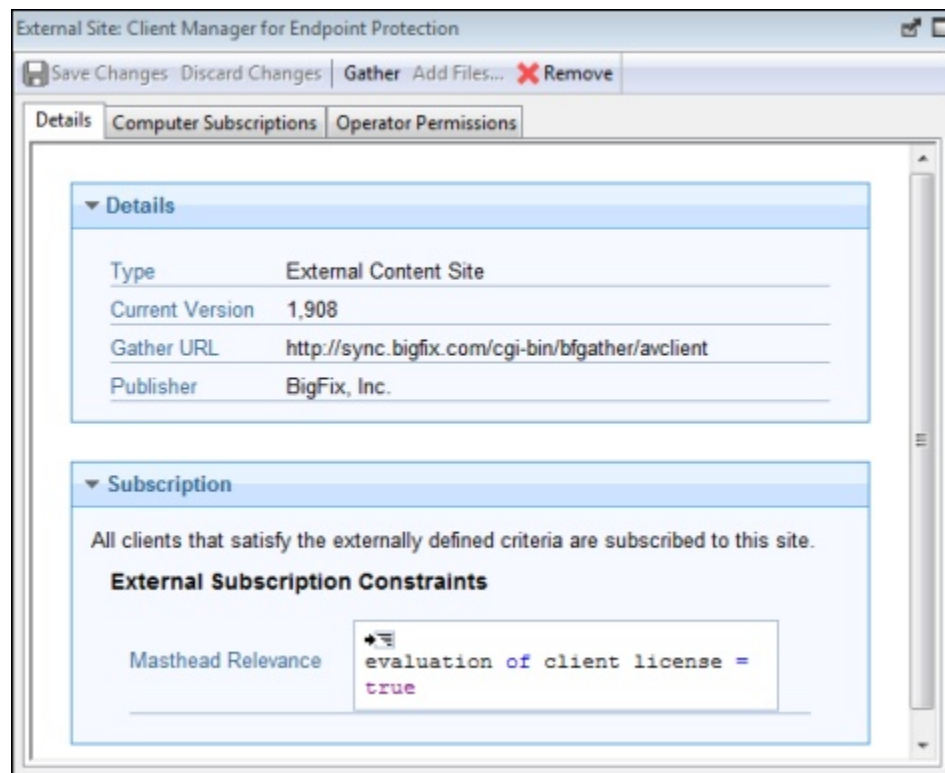 External Site: Client Manager for Endpoint Protection
Save Changes Discard Changes Gather Add Files... Remove
Details Computer Subscriptions Operator Permissions
Details
Type External Content Site
Current Version 1,908
Gather URL http://sync.bigfix.com/cgi-bin/bfgather/avclient
Publisher BigFix, Inc.
Subscription
All clients that satisfy the externally defined criteria are subscribed to this site.
External Subscription Constraints
Masthead Relevance
evaluation of client license =
true